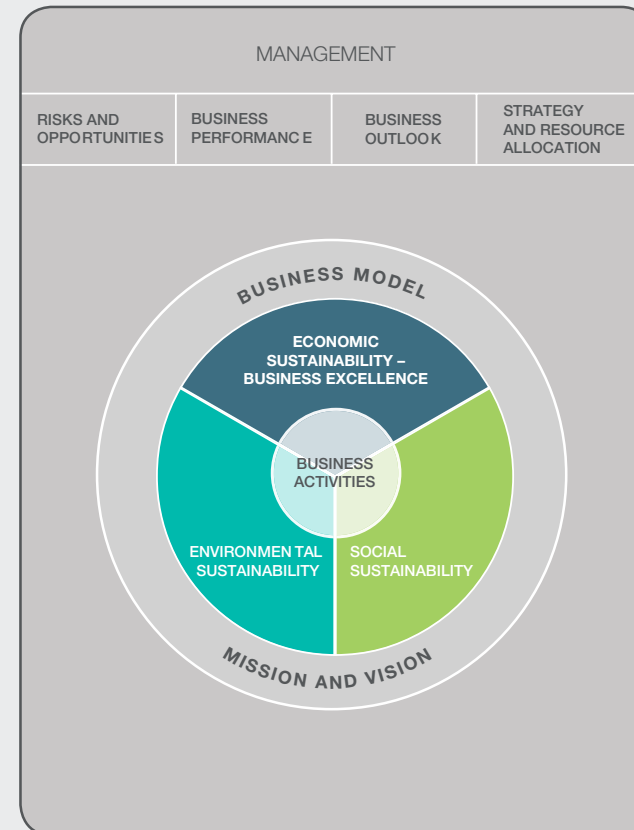 MANAGEMENT
RISKS AND
OPPORTUNITIES
BUSINESS
PERFORMANCE
BUSINESS
OUTLOOK
STRATEGY
AND RESOURCE
ALLOCATION
BUSINESS MODEL
ECONOMIC
SUSTAINABILITY –
BUSINESS EXCELLENCE
BUSINESS
ACTIVITIES
ENVIRONMENTAL
SUSTAINABILITY
SOCIAL
SUSTAINABILITY
MISSION AND VISION